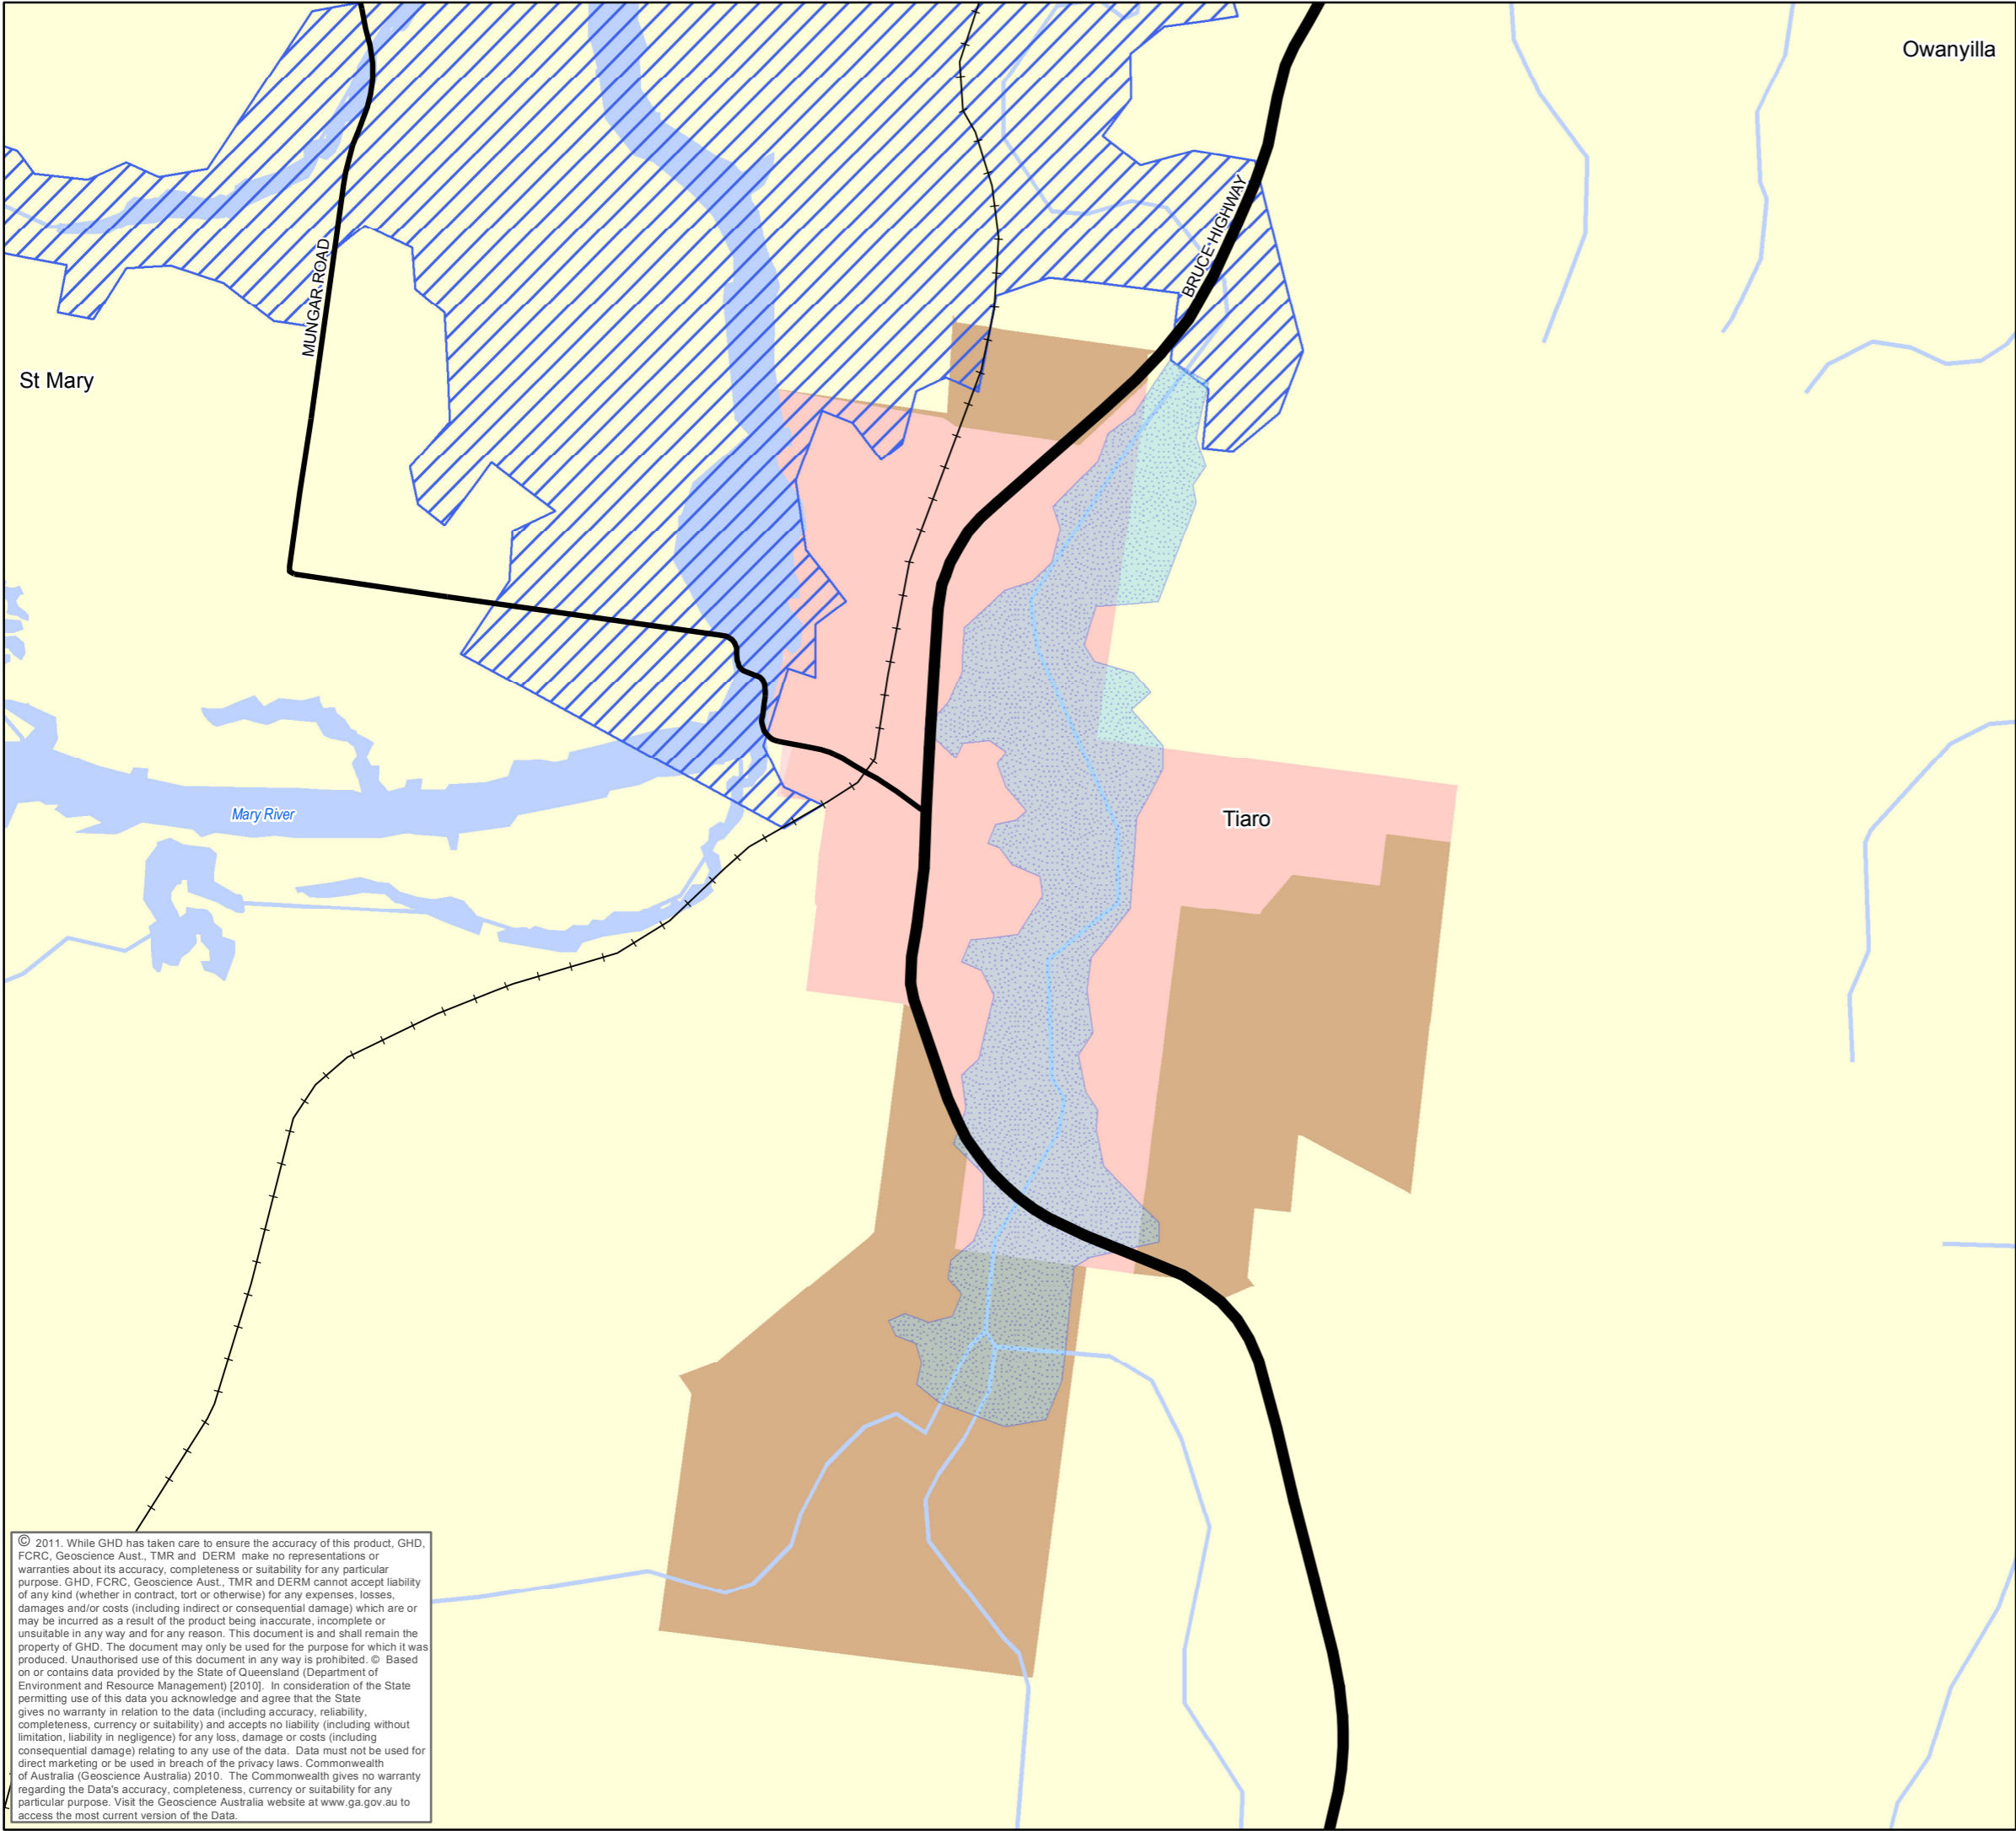 Owanyilla
BRUCE HIGHWAY
MUNGAR ROAD
St Mary
Mary River
Tiaro
© 2011. While GHD has taken care to ensure the accuracy of this product, GHD,
FCRC, Geoscience Aust., TMR and DERM make no representations or
warranties about its accuracy, completeness or suitability for any particular
purpose. GHD, FCRC, Geoscience Aust., TMR and DERM cannot accept liability
of any kind (whether in contract, tort or otherwise) for any expenses, losses,
damages and/or costs (including indirect or consequential damage) which are or
may be incurred as a result of the product being inaccurate, incomplete or
unsuitable in any way and for any reason. This document is and shall remain the
property of GHD. The document may only be used for the purpose for which it was
produced. Unauthorised use of this document in any way is prohibited. © Based
on or contains data provided by the State of Queensland (Department of
Environment and Resource Management) [2010]. In consideration of the State
permitting use of this data you acknowledge and agree that the State
gives no warranty in relation to the data (including accuracy, reliability,
completeness, currency or suitability) and accepts no liability (including without
limitation, liability in negligence) for any loss, damage or costs (including
consequential damage) relating to any use of the data. Data must not be used for
direct marketing or be used in breach of the privacy laws. Commonwealth
of Australia (Geoscience Australia) 2010. The Commonwealth gives no warranty
regarding the Data's accuracy, completeness, currency or suitability for any
particular purpose. Visit the Geoscience Australia website at www.ga.gov.au to
access the most current version of the Data.